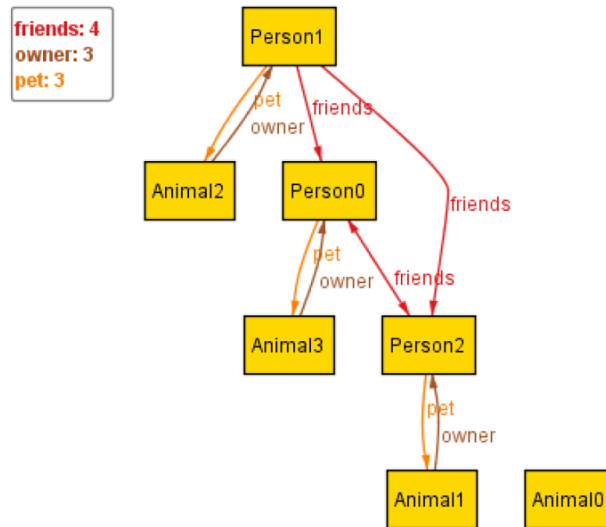 friends: 4
owner: 3
pet: 3
Person1
pet
owner
friends
Animal2
Person0
friends
pet
owner
friends
Animal3
Person2
pet
owner
Animal1
Animal0